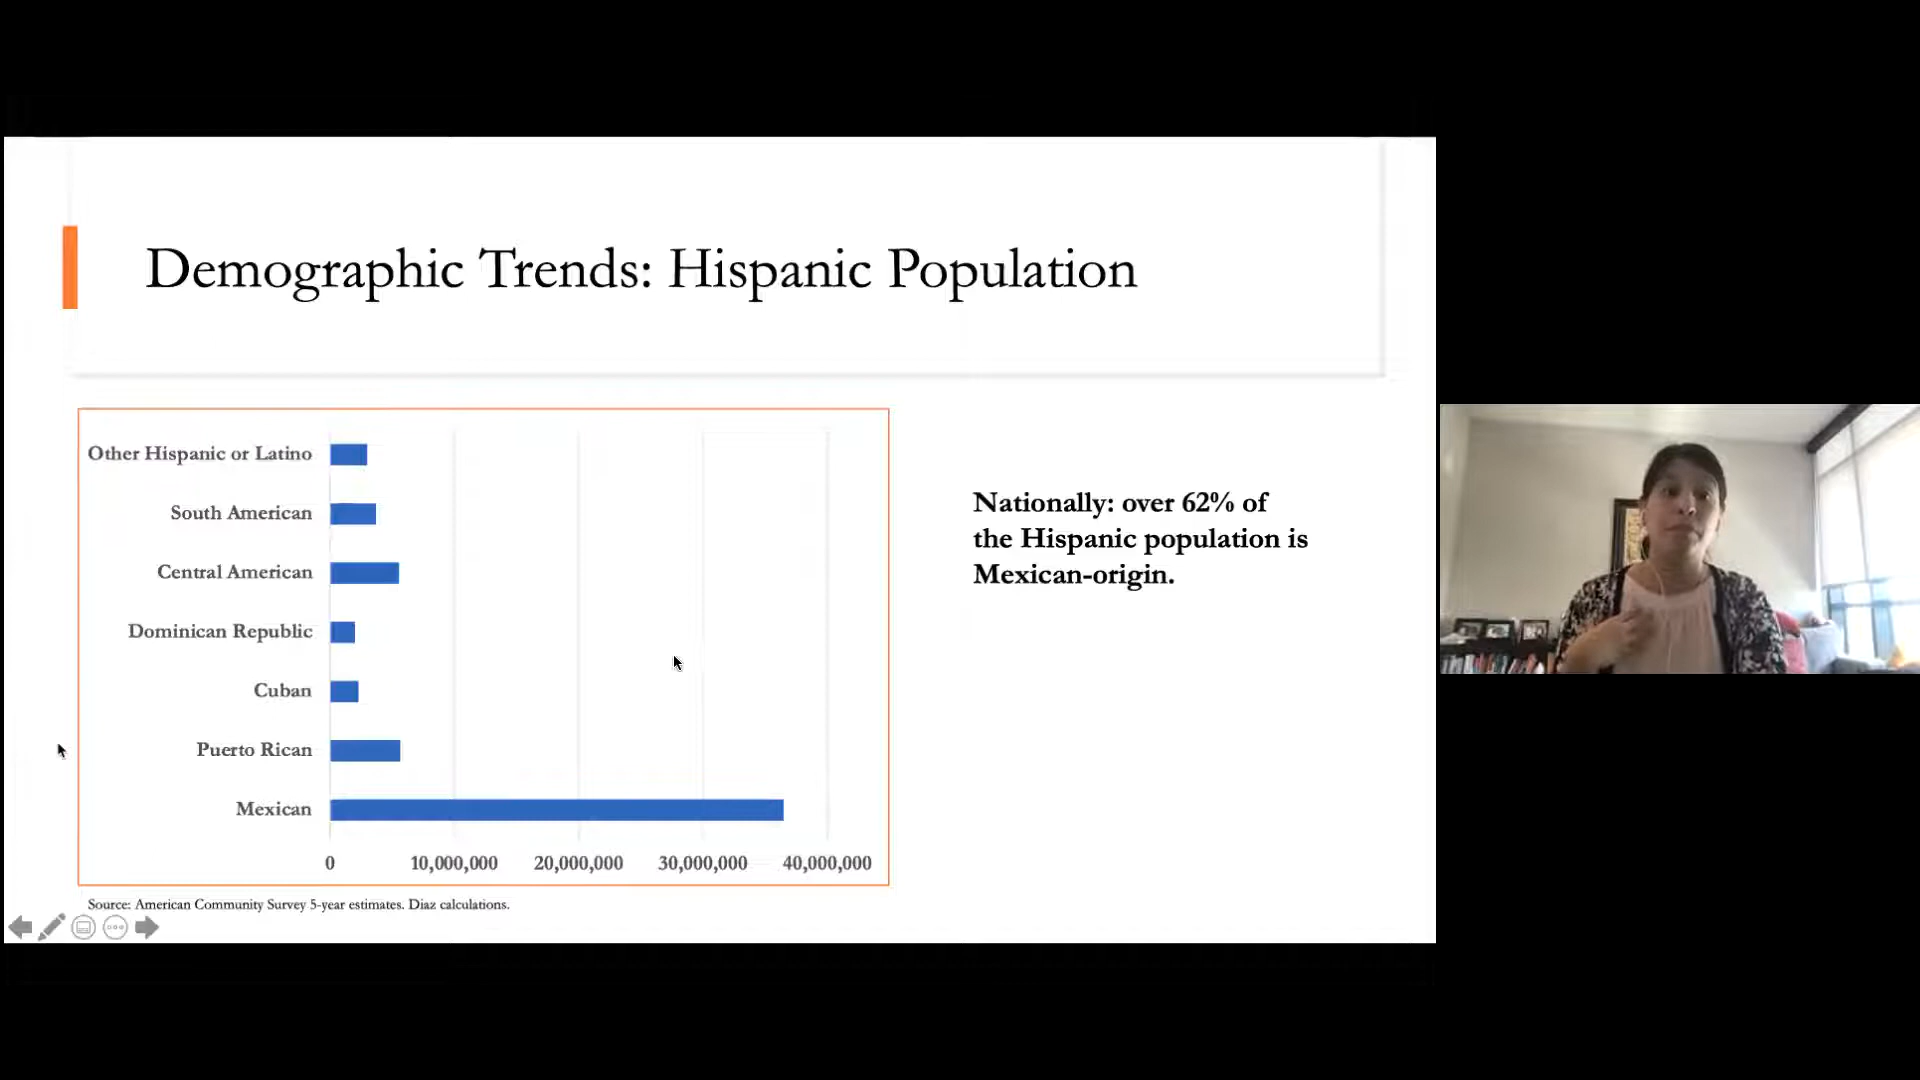 Demographic Trends: Hispanic Population
Other Hispanic or Latino
South American
Central American
Dominican Republic
Cuban
Puerto Rican
Mexican
0 10,000,000 20,000,000 30,000,000 40,000,000
Source: American Community Survey 5-year estimates. Diaz calculations.
Nationally: over 62% of
the Hispanic population is
Mexican-origin.